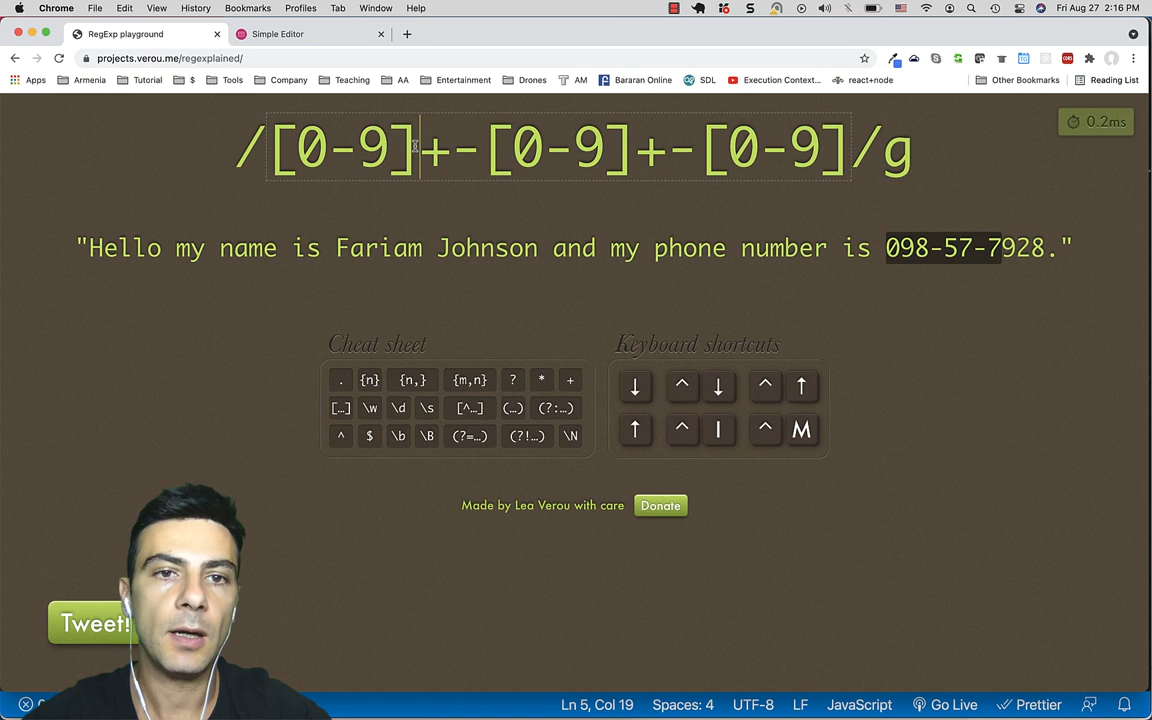 Chrome File Edit View History Bookmarks Profiles Tab Window Help Fri Aug 27 2:16 PM
RegExp playground Simple Editor
projects.verou.me/regexplained/
Apps Armenia Tutorial $ Tools Company Teaching AA Entertainment Drones AM Bararan Online SDL Execution Context... react+node Other Bookmarks Reading List
0.2ms
/[0-9]+-[0-9]+-[0-9]/g
"Hello my name is Fariam Johnson and my phone number is 098-57-7928."
Cheat sheet
. {n} {n,} {m,n} ? * +
[…] \w \d \s [^…] (…) (?:…)
^ $ \b \B (?=…) (?!…) \N
Keyboard shortcuts
↓ ^ ↓ ^ ↑
↑ ^ I ^ M
Made by Lea Verou with care Donate
Tweet!
Ln 5, Col 19 Spaces: 4 UTF-8 LF JavaScript Go Live Prettier